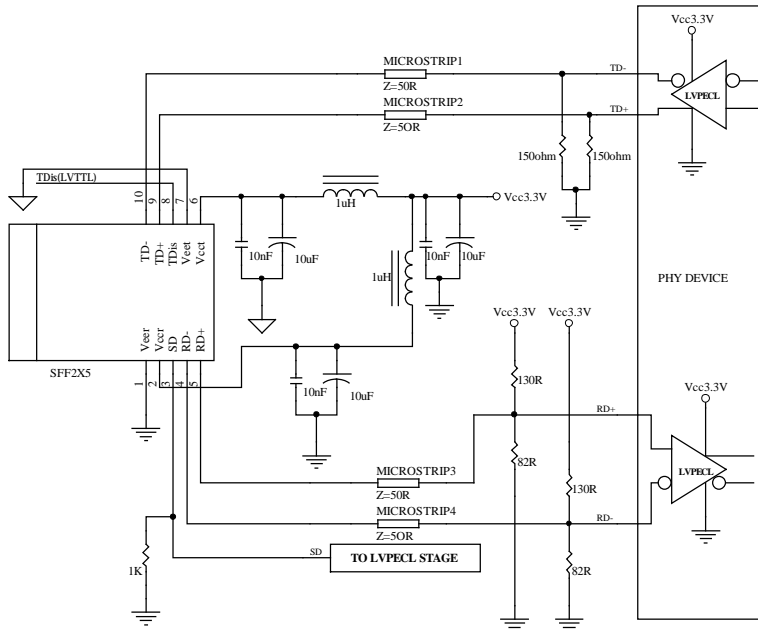 Vcc3.3V
MICROSTRIP1
TD-
Z=50R
LVPECL
MICROSTRIP2
TD+
Z=5OR
150ohm
150ohm
TDis(LVTTL)
10
9
8
7
6
1uH
Vcc3.3V
TD-
TD+
TDis
Veet
Vcct
10nF
10uF
10nF
10uF
1uH
PHY DEVICE
Veer
Vccr
SD
RD-
RD+
SFF2X5
1
2
3
4
5
10nF
10uF
Vcc3.3V
Vcc3.3V
130R
Vcc3.3V
RD+
82R
LVPECL
MICROSTRIP3
Z=50R
130R
MICROSTRIP4
Z=5OR
RD-
1K
SD
TO LVPECL STAGE
82R